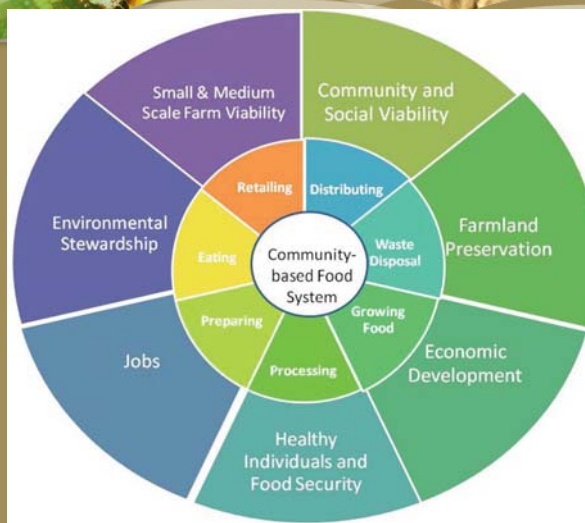 Small & Medium
Scale Farm Viability
Community and
Social Viability
Farmland
Preservation
Economic
Development
Healthy
Individuals and
Food Security
Jobs
Environmental
Stewardship
Retailing
Distributing
Waste
Disposal
Growing
Food
Processing
Preparing
Eating
Community-
based Food
System